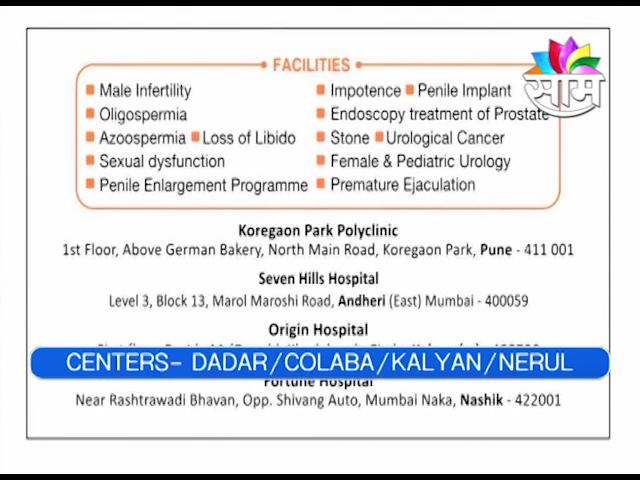 FACILITIES
साम
Male Infertility
Oligospermia
Azoospermia Loss of Libido
Sexual dysfunction
Penile Enlargement Programme
Impotence Penile Implant
Endoscopy treatment of Prostate
Stone Urological Cancer
Female & Pediatric Urology
Premature Ejaculation
Koregaon Park Polyclinic
1st Floor, Above German Bakery, North Main Road, Koregaon Park, Pune - 411 001
Seven Hills Hospital
Level 3, Block 13, Marol Maroshi Road, Andheri (East) Mumbai - 400059
Origin Hospital
CENTERS- DADAR/COLABA/KALYAN/NERUL
Fortune Hospital
Near Rashtrawadi Bhavan, Opp. Shivang Auto, Mumbai Naka, Nashik - 422001